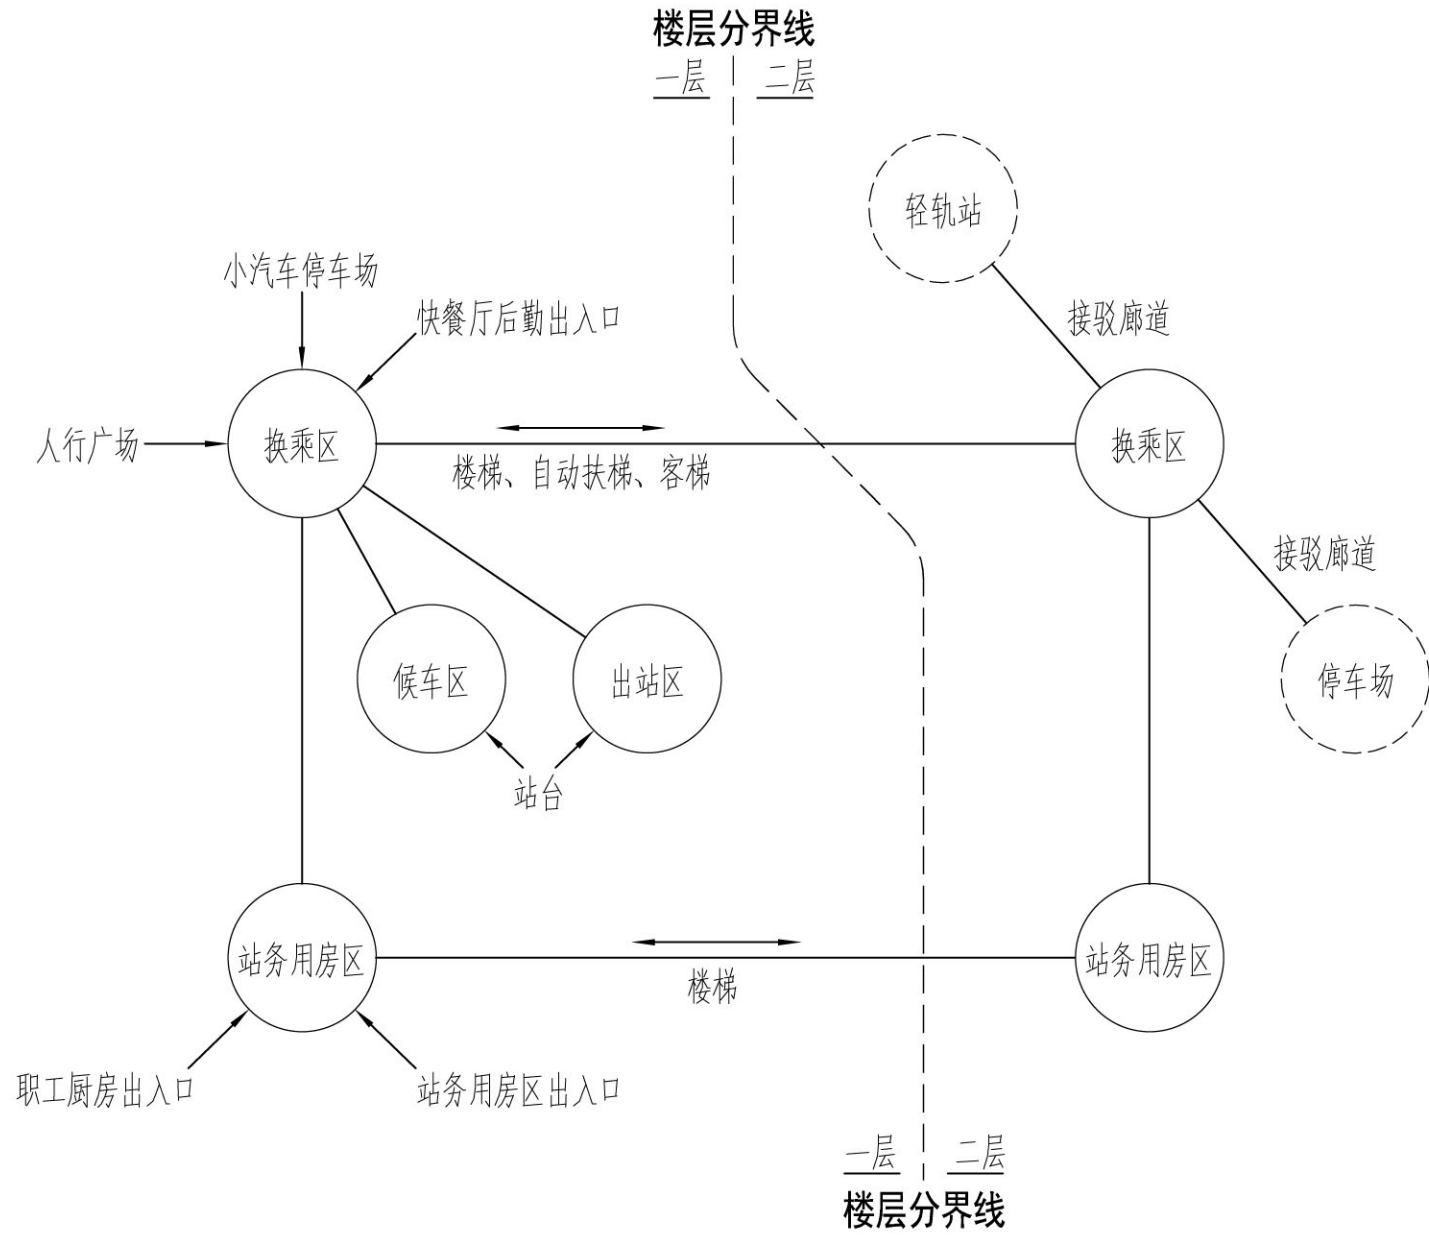 楼层分界线
一层 二层
轻轨站
小汽车停车场
快餐厅后勤出入口
接驳廊道
人行广场
换乘区
换乘区
楼梯、自动扶梯、客梯
接驳廊道
候车区
出站区
停车场
站台
站务用房区
站务用房区
楼梯
职工厨房出入口
站务用房区出入口
一层 二层
楼层分界线